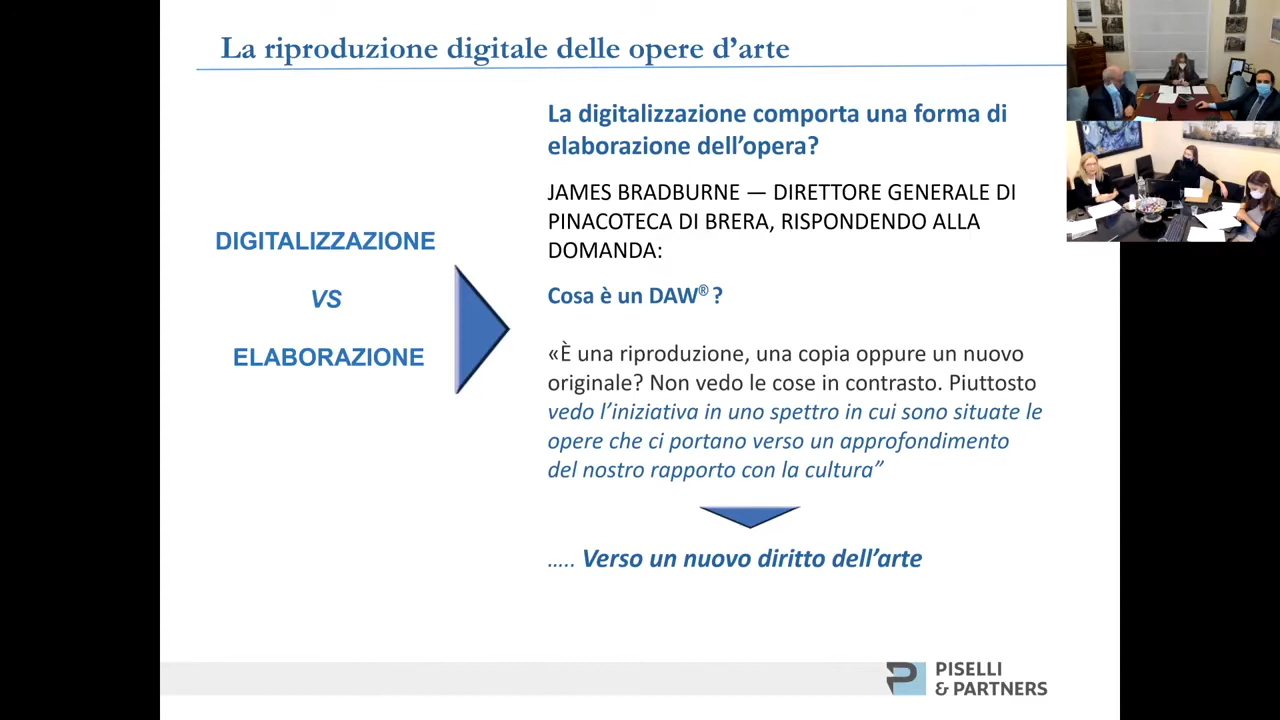 La riproduzione digitale delle opere d’arte
DIGITALIZZAZIONE
VS
ELABORAZIONE
La digitalizzazione comporta una forma di
elaborazione dell’opera?
JAMES BRADBURNE — DIRETTORE GENERALE DI
PINACOTECA DI BRERA, RISPONDENDO ALLA
DOMANDA:
Cosa è un DAW® ?
«È una riproduzione, una copia oppure un nuovo
originale? Non vedo le cose in contrasto. Piuttosto
vedo l’iniziativa in uno spettro in cui sono situate le
opere che ci portano verso un approfondimento
del nostro rapporto con la cultura”
..... Verso un nuovo diritto dell’arte
PISELLI
& PARTNERS